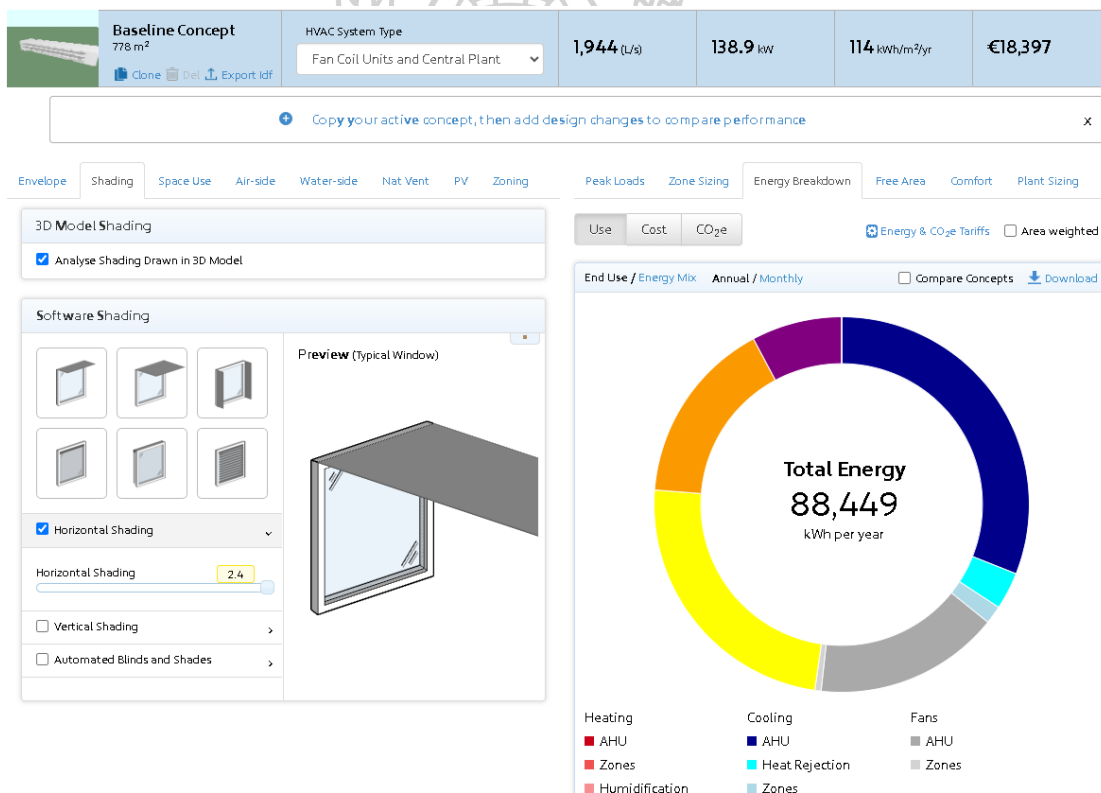 Baseline Concept
778 m²
Clone Del Export Idf
HVAC System Type
Fan Coil Units and Central Plant
1,944 (L/s)
138.9 kW
114 kWh/m²/yr
€18,397
Copy your active concept, then add design changes to compare performance
x
Envelope Shading Space Use Air-side Water-side Nat Vent PV Zoning
3D Model Shading
Analyse Shading Drawn in 3D Model
Software Shading
Preview (Typical Window)
Horizontal Shading
Horizontal Shading 2.4
Vertical Shading
Automated Blinds and Shades
Peak Loads Zone Sizing Energy Breakdown Free Area Comfort Plant Sizing
Use Cost CO₂e
Energy & CO₂e Tariffs Area weighted
End Use / Energy Mix Annual / Monthly Compare Concepts Download
Total Energy
88,449
kWh per year
Heating Cooling Fans
AHU AHU AHU
Zones Heat Rejection Zones
Humidification Zones